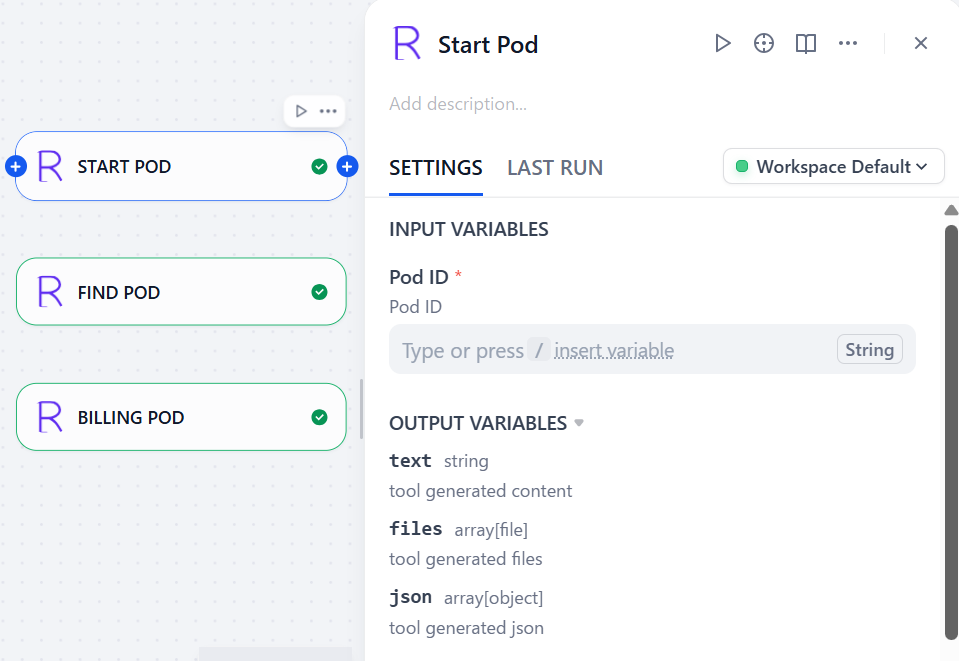 START POD
FIND POD
BILLING POD
Start Pod
Add description...
SETTINGS LAST RUN Workspace Default
INPUT VARIABLES
Pod ID *
Pod ID
Type or press / insert variable String
OUTPUT VARIABLES
text string
tool generated content
files array[file]
tool generated files
json array[object]
tool generated json